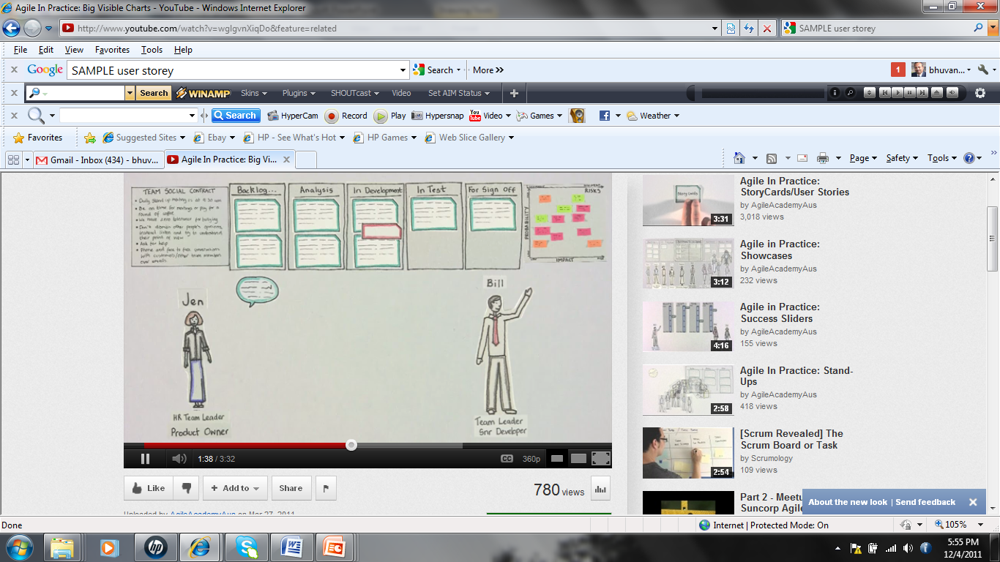 Agile In Practice: Big Visible Charts - YouTube - Windows Internet Explorer
http://www.youtube.com/watch?v=wglgvnXiqDo&feature=related
SAMPLE user storey
File Edit View Favorites Tools Help
Google SAMPLE user storey Search More »
1 bhuvan...
Search WINAMP Skins Plugins SHOUTcast Video Set AIM Status
Search HyperCam Record Play Hypersnap You Tube Video Games Weather
Favorites Suggested Sites Ebay HP - See What's Hot HP Games Web Slice Gallery
Gmail - Inbox (434) - bhuv... Agile In Practice: Big Vi...
Page Safety Tools
TEAM SOCIAL CONTRACT
• Daily stand up meeting is at 9:30 am
• Be on time for meetings or pay for a
round of coffee
• We have zero tolerance for bullying
instead listen and try to understand
their point of view
• Ask for help
• Phone and face to face conversations
with customers/other team members
over emails
Backlog... Analysis In Development In Test For Sign Off
RISKS
PROBABILITY
IMPACT
Jen
HR Team Leader
Product Owner
Bill
Team Leader
Snr Developer
1:38 / 3:32
CC 360p
Like Add to Share
780 views
Uploaded by AgileAcademyAus on Mar 27, 2011
3:31
Agile In Practice:
StoryCards/User Stories
by AgileAcademyAus
3,018 views
3:12
Agile In Practice:
Showcases
by AgileAcademyAus
232 views
4:16
Agile in Practice:
Success Sliders
by AgileAcademyAus
155 views
2:58
Agile In Practice: Stand-
Ups
by AgileAcademyAus
418 views
2:54
[Scrum Revealed] The
Scrum Board or Task
by Scrumology
109 views
Part 2 - Meetu
Suncorp Agile
About the new look | Send feedback
Done
Internet | Protected Mode: On
105%
5:55 PM
12/4/2011